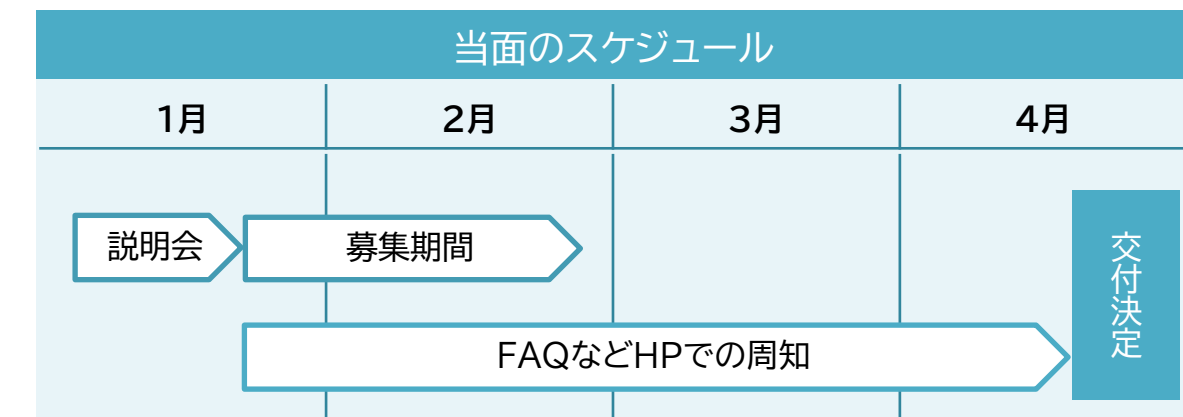 当面のスケジュール
1月
2月
3月
4月
説明会
募集期間
交付決定
FAQなどHPでの周知